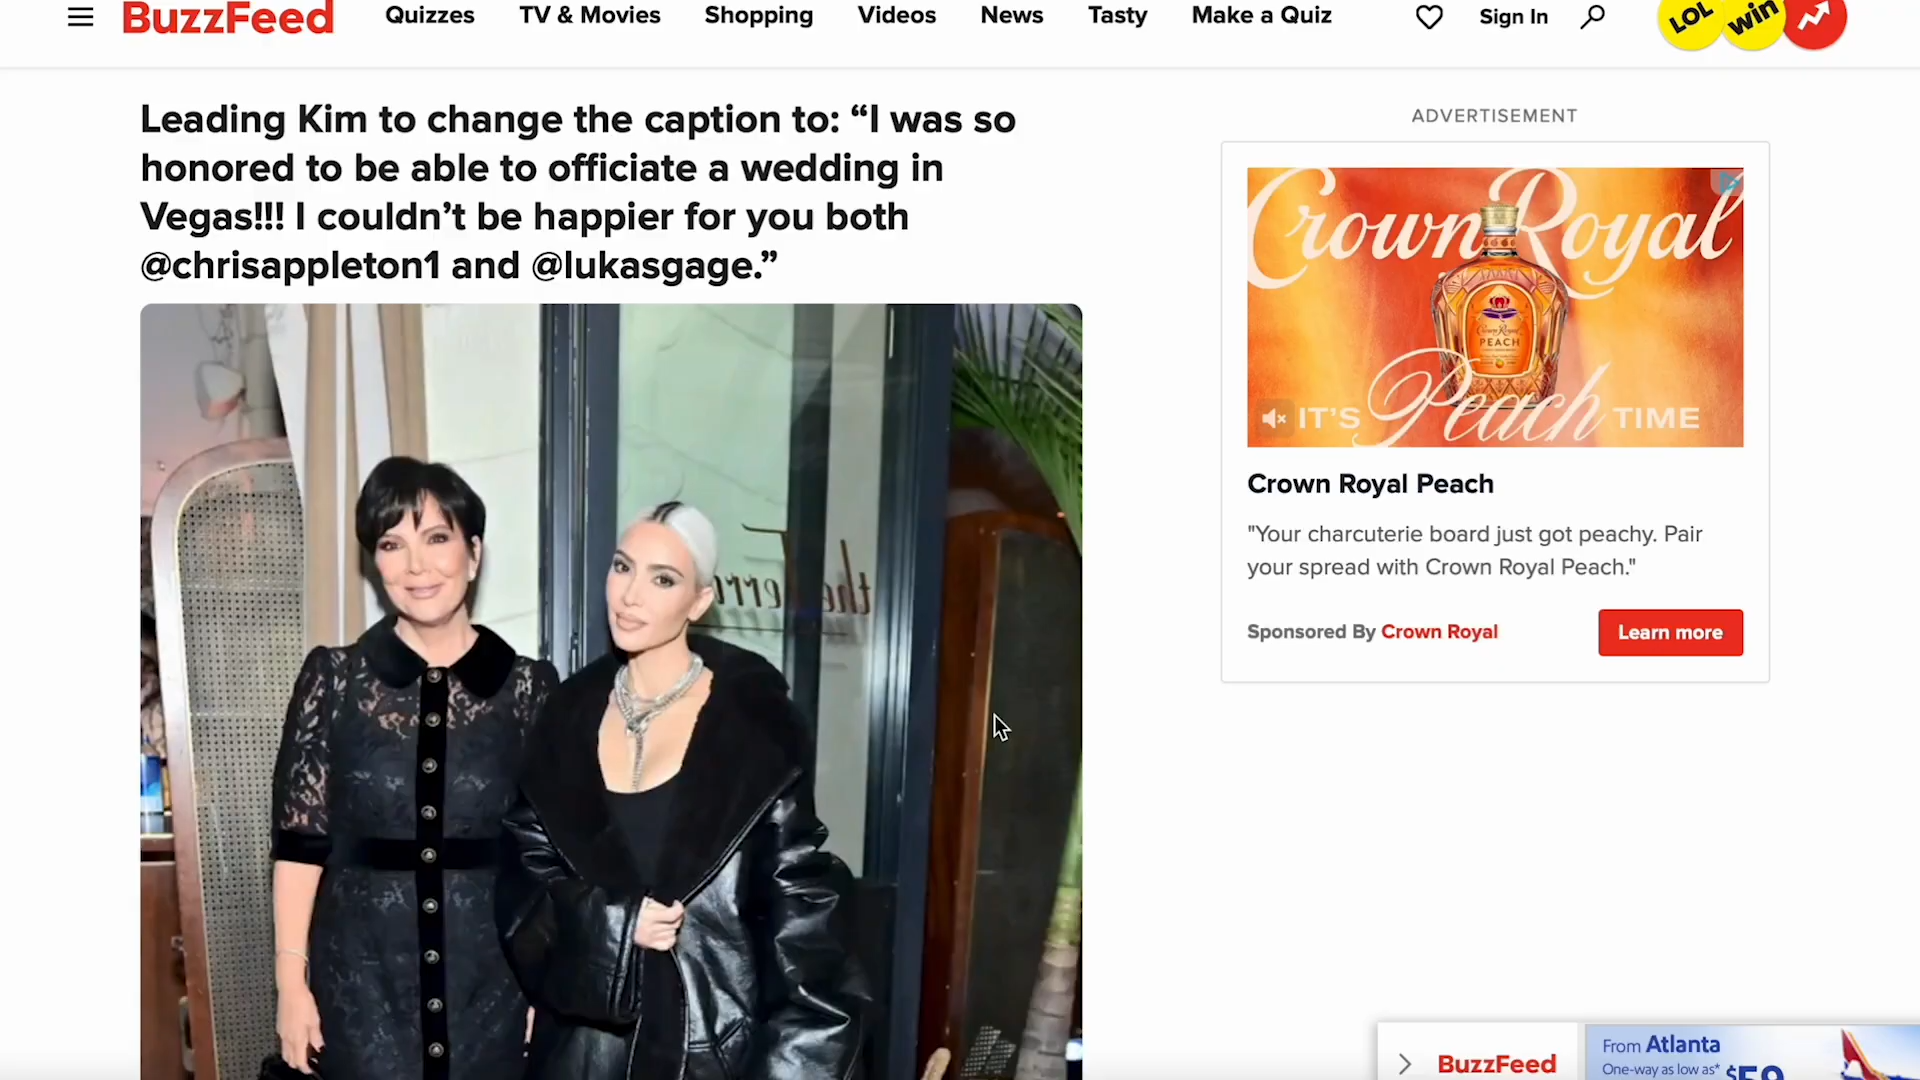 BuzzFeed
Quizzes TV & Movies Shopping Videos News Tasty Make a Quiz Sign In
LOL win
Leading Kim to change the caption to: “I was so
honored to be able to officiate a wedding in
Vegas!!! I couldn’t be happier for you both
@chrisappleton1 and @lukasgage.”
ADVERTISEMENT
Crown Royal
Crown Royal
PEACH
IT'S Peach TIME
Crown Royal Peach
"Your charcuterie board just got peachy. Pair
your spread with Crown Royal Peach."
Sponsored By Crown Royal
Learn more
BuzzFeed
From Atlanta
One-way as low as* $59